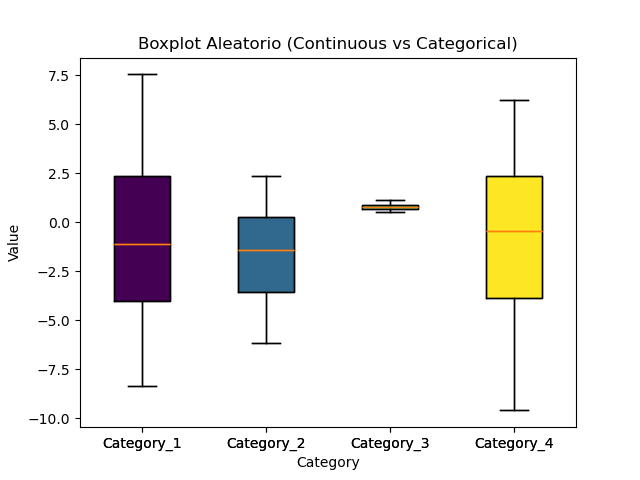 Boxplot Aleatorio (Continuous vs Categorical)
7.5
5.0
2.5
0.0
−2.5
−5.0
−7.5
−10.0
Value
Category_1 Category_2 Category_3 Category_4
Category